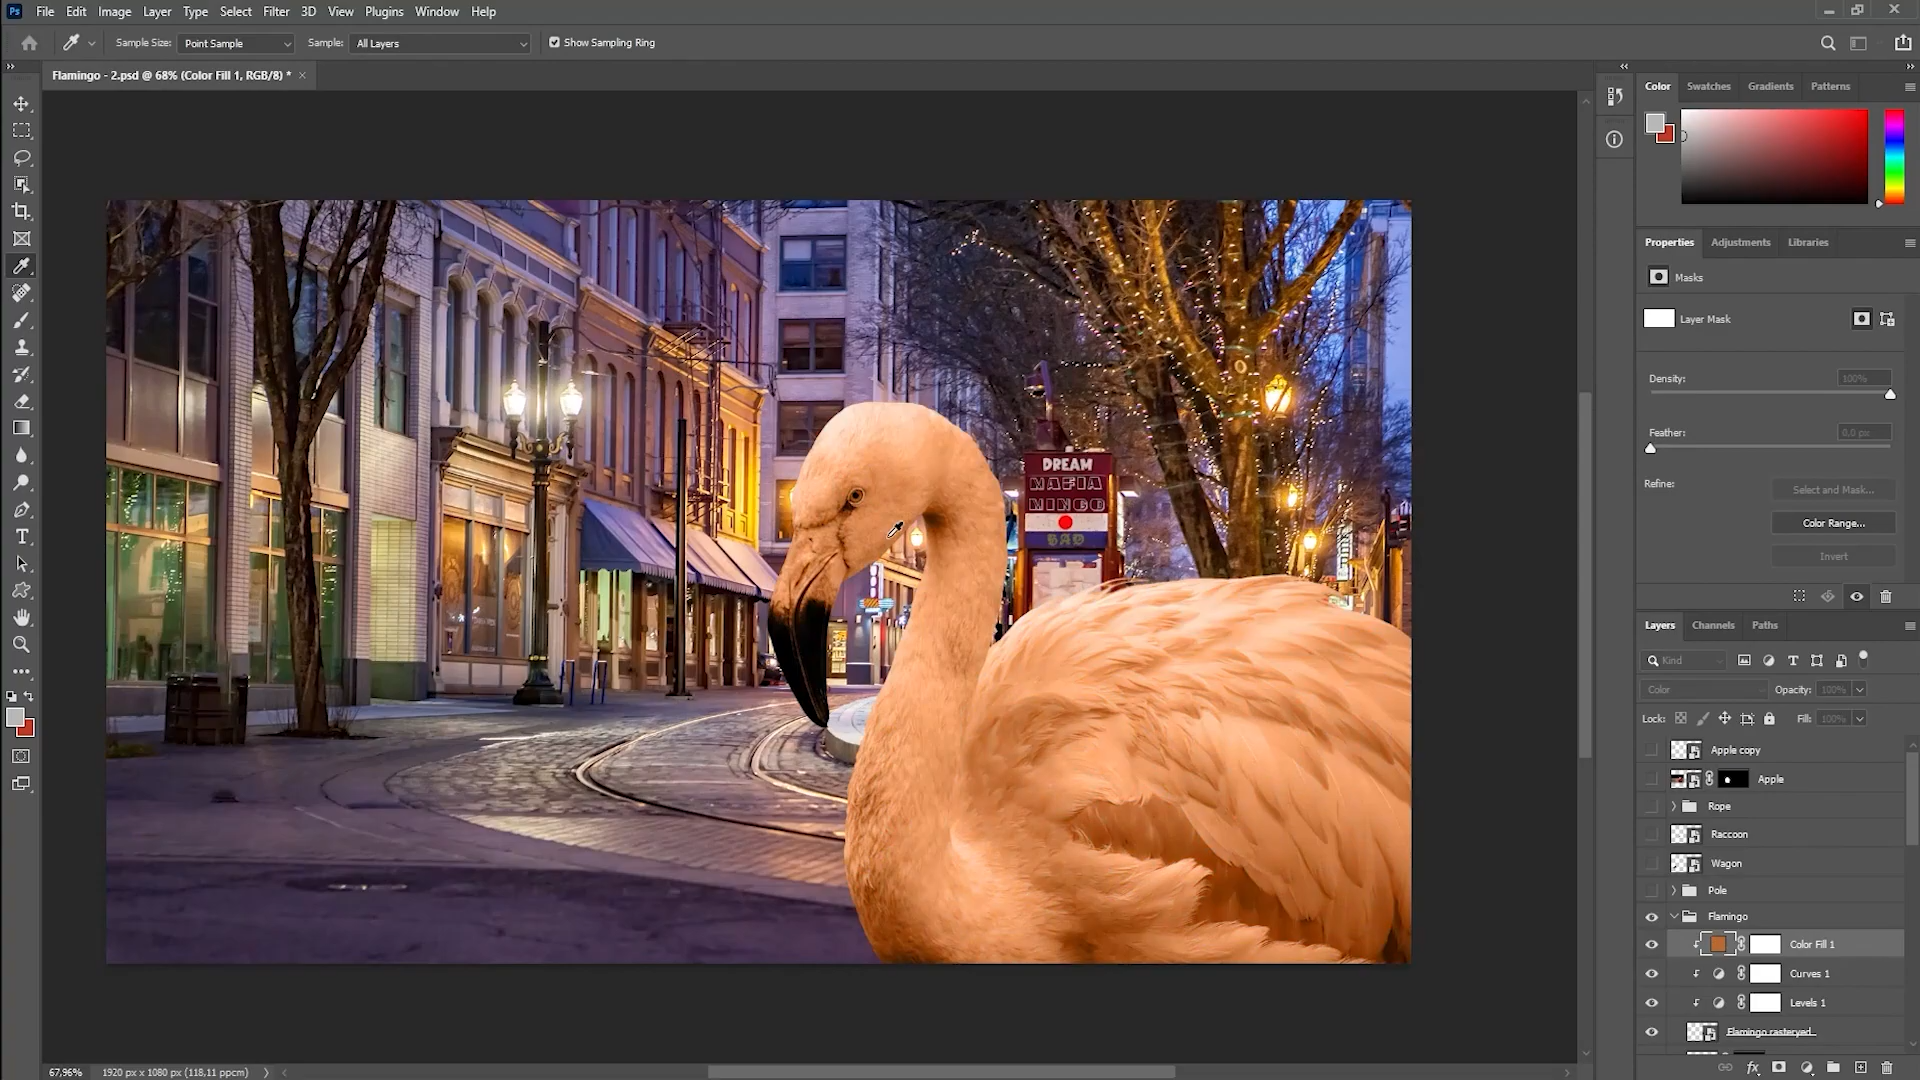 Ps File Edit Image Layer Type Select Filter 3D View Plugins Window Help
Sample Size: Point Sample Sample: All Layers Show Sampling Ring
Flamingo - 2.psd @ 68% (Color Fill 1, RGB/8) *
Color Swatches Gradients Patterns
Properties Adjustments Libraries
Masks
Layer Mask
Density: 100%
Feather: 0.0 px
Refine: Select and Mask...
Color Range...
Invert
DREAM
MAFIA
MINGO
BAD
Layers Channels Paths
Kind
Color Opacity: 100%
Lock: Fill: 100%
Apple copy
Apple
Rope
Raccoon
Wagon
Pole
Flamingo
Color Fill 1
Curves 1
Levels 1
Flamingo rasteryed
67,96% 1920 px x 1080 px (118,11 ppcm)